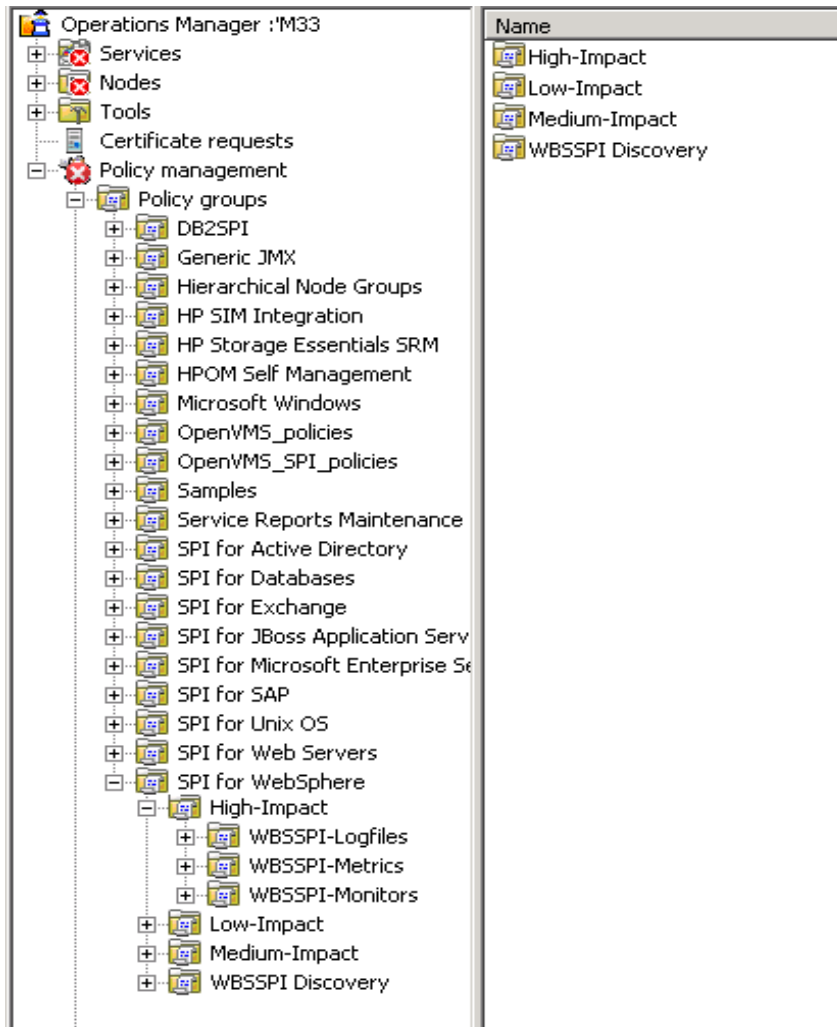 Operations Manager :'M33
Services
Nodes
Tools
Certificate requests
Policy management
Policy groups
DB2SPI
Generic JMX
Hierarchical Node Groups
HP SIM Integration
HP Storage Essentials SRM
HPOM Self Management
Microsoft Windows
OpenVMS_policies
OpenVMS_SPI_policies
Samples
Service Reports Maintenance
SPI for Active Directory
SPI for Databases
SPI for Exchange
SPI for JBoss Application Serv
SPI for Microsoft Enterprise Se
SPI for SAP
SPI for Unix OS
SPI for Web Servers
SPI for WebSphere
High-Impact
WBSSPI-Logfiles
WBSSPI-Metrics
WBSSPI-Monitors
Low-Impact
Medium-Impact
WBSSPI Discovery
Name
High-Impact
Low-Impact
Medium-Impact
WBSSPI Discovery